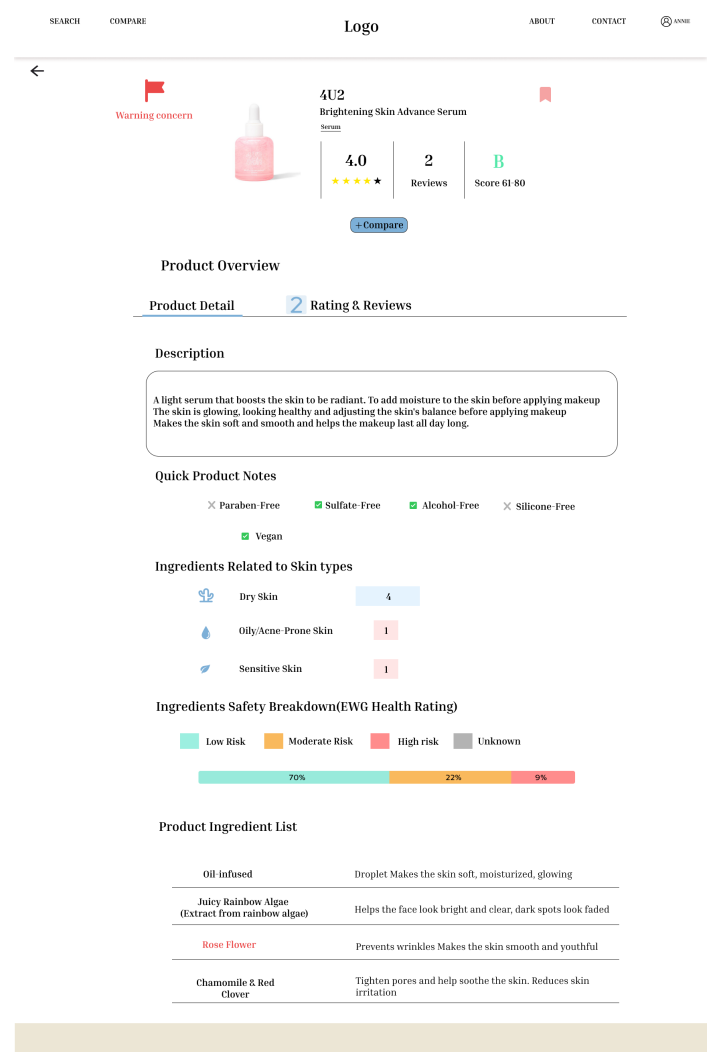 SEARCH COMPARE Logo ABOUT CONTACT ANNIE
Warning concern
4U2
Brightening Skin Advance Serum
Serum
4.0 2 B
Reviews Score 61-80
+Compare
Product Overview
Product Detail 2 Rating & Reviews
Description
A light serum that boosts the skin to be radiant. To add moisture to the skin before applying makeup
The skin is glowing, looking healthy and adjusting the skin's balance before applying makeup
Makes the skin soft and smooth and helps the makeup last all day long.
Quick Product Notes
Paraben-Free Sulfate-Free Alcohol-Free Silicone-Free
Vegan
Ingredients Related to Skin types
Dry Skin 4
Oily/Acne-Prone Skin 1
Sensitive Skin 1
Ingredients Safety Breakdown(EWG Health Rating)
Low Risk Moderate Risk High risk Unknown
70% 22% 9%
Product Ingredient List
Oil-infused Droplet Makes the skin soft, moisturized, glowing
Juicy Rainbow Algae
(Extract from rainbow algae) Helps the face look bright and clear, dark spots look faded
Rose Flower Prevents wrinkles Makes the skin smooth and youthful
Chamomile & Red Tighten pores and help soothe the skin. Reduces skin
Clover irritation